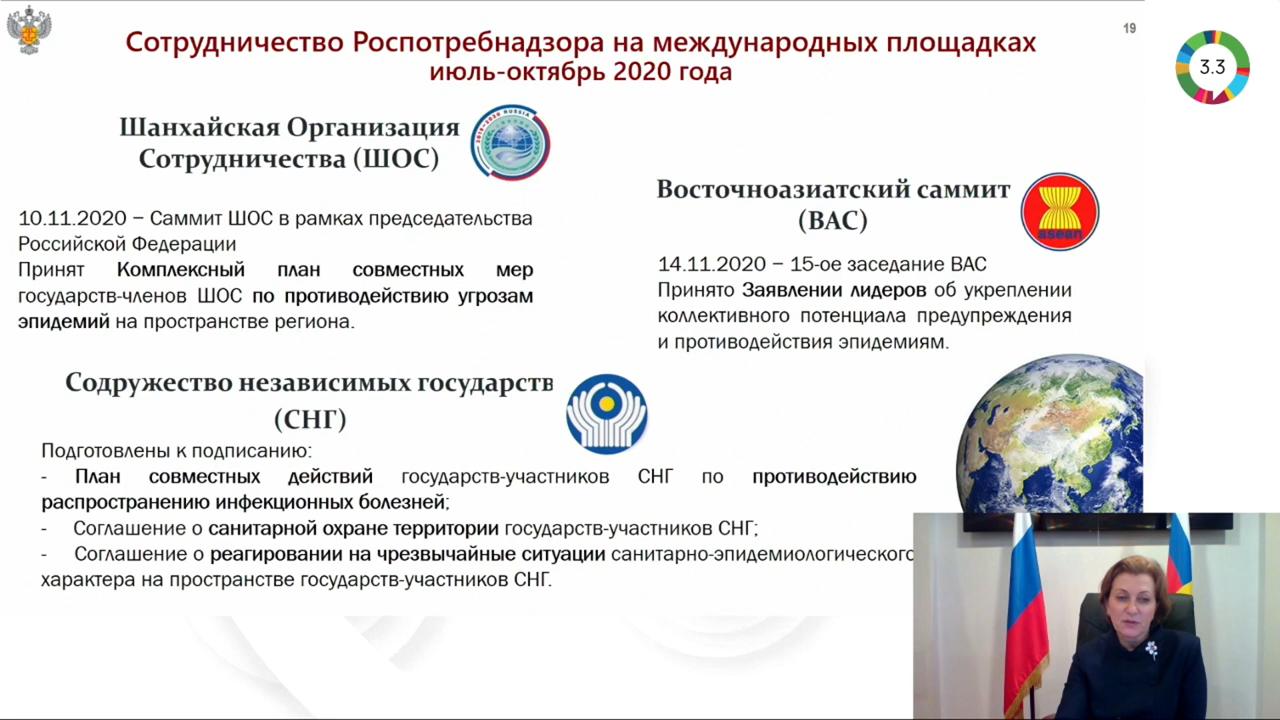 19
Сотрудничество Роспотребнадзора на международных площадках
июль-октябрь 2020 года
3.3
Шанхайская Организация
Сотрудничества (ШОС)
2019-2020 RUSSIA
10.11.2020 – Саммит ШОС в рамках председательства
Российской Федерации
Принят Комплексный план совместных мер
государств-членов ШОС по противодействию угрозам
эпидемий на пространстве региона.
Восточноазиатский саммит
(ВАС)
asean
14.11.2020 – 15-ое заседание ВАС
Принято Заявлении лидеров об укреплении
коллективного потенциала предупреждения
и противодействия эпидемиям.
Содружество независимых государств
(СНГ)
Подготовлены к подписанию:
- План совместных действий государств-участников СНГ по противодействию
распространению инфекционных болезней;
- Соглашение о санитарной охране территории государств-участников СНГ;
- Соглашение о реагировании на чрезвычайные ситуации санитарно-эпидемиологического
характера на пространстве государств-участников СНГ.